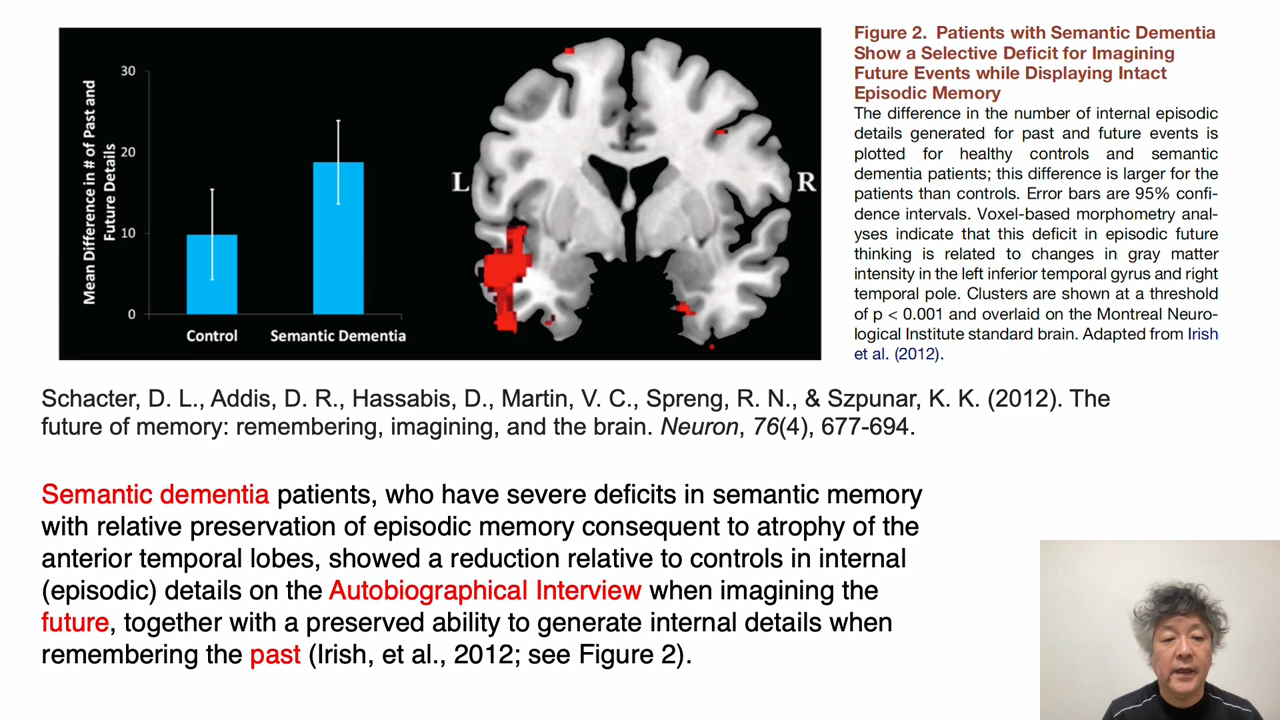 Mean Difference in # of Past and
Future Details
30
20
10
0
Control
Semantic Dementia
L
R
Figure 2. Patients with Semantic Dementia
Show a Selective Deficit for Imagining
Future Events while Displaying Intact
Episodic Memory
The difference in the number of internal episodic
details generated for past and future events is
plotted for healthy controls and semantic
dementia patients; this difference is larger for the
patients than controls. Error bars are 95% confi-
dence intervals. Voxel-based morphometry anal-
yses indicate that this deficit in episodic future
thinking is related to changes in gray matter
intensity in the left inferior temporal gyrus and right
temporal pole. Clusters are shown at a threshold
of p < 0.001 and overlaid on the Montreal Neuro-
logical Institute standard brain. Adapted from Irish
et al. (2012).
Schacter, D. L., Addis, D. R., Hassabis, D., Martin, V. C., Spreng, R. N., & Szpunar, K. K. (2012). The
future of memory: remembering, imagining, and the brain. Neuron, 76(4), 677-694.
Semantic dementia patients, who have severe deficits in semantic memory
with relative preservation of episodic memory consequent to atrophy of the
anterior temporal lobes, showed a reduction relative to controls in internal
(episodic) details on the Autobiographical Interview when imagining the
future, together with a preserved ability to generate internal details when
remembering the past (Irish, et al., 2012; see Figure 2).